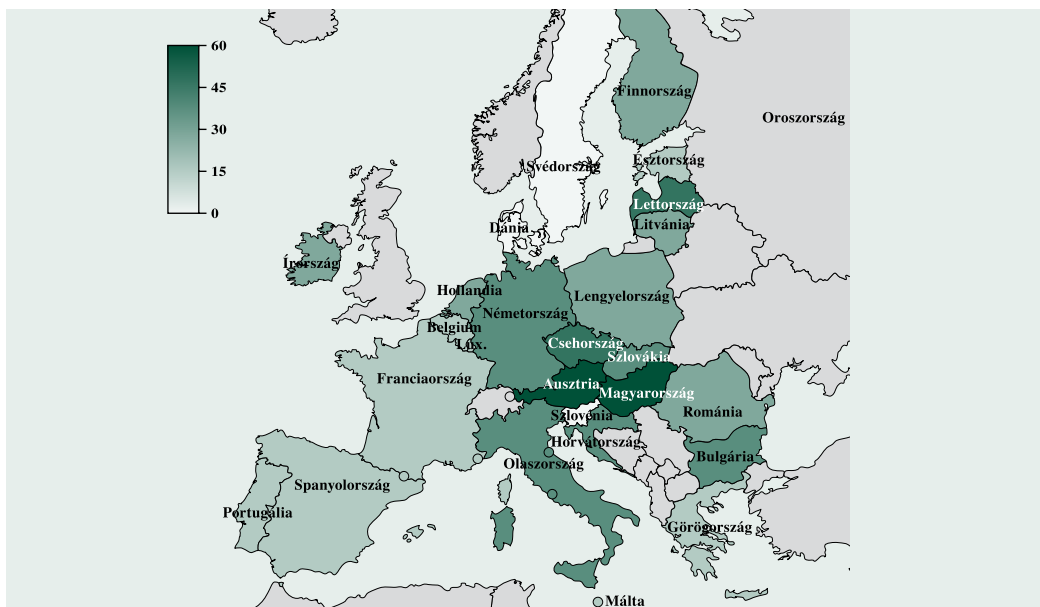 60
45
30
15
0
Finnország
Oroszország
Észtország
Svédország
Lettország
Litvánia
Dánia
Írország
Hollandia
Lengyelország
Németország
Belgium
Lux.
Csehország
Szlovákia
Franciaország
Ausztria
Magyarország
Románia
Szlovénia
Horvátország
Bulgária
Olaszország
Spanyolország
Portugália
Görögország
Málta